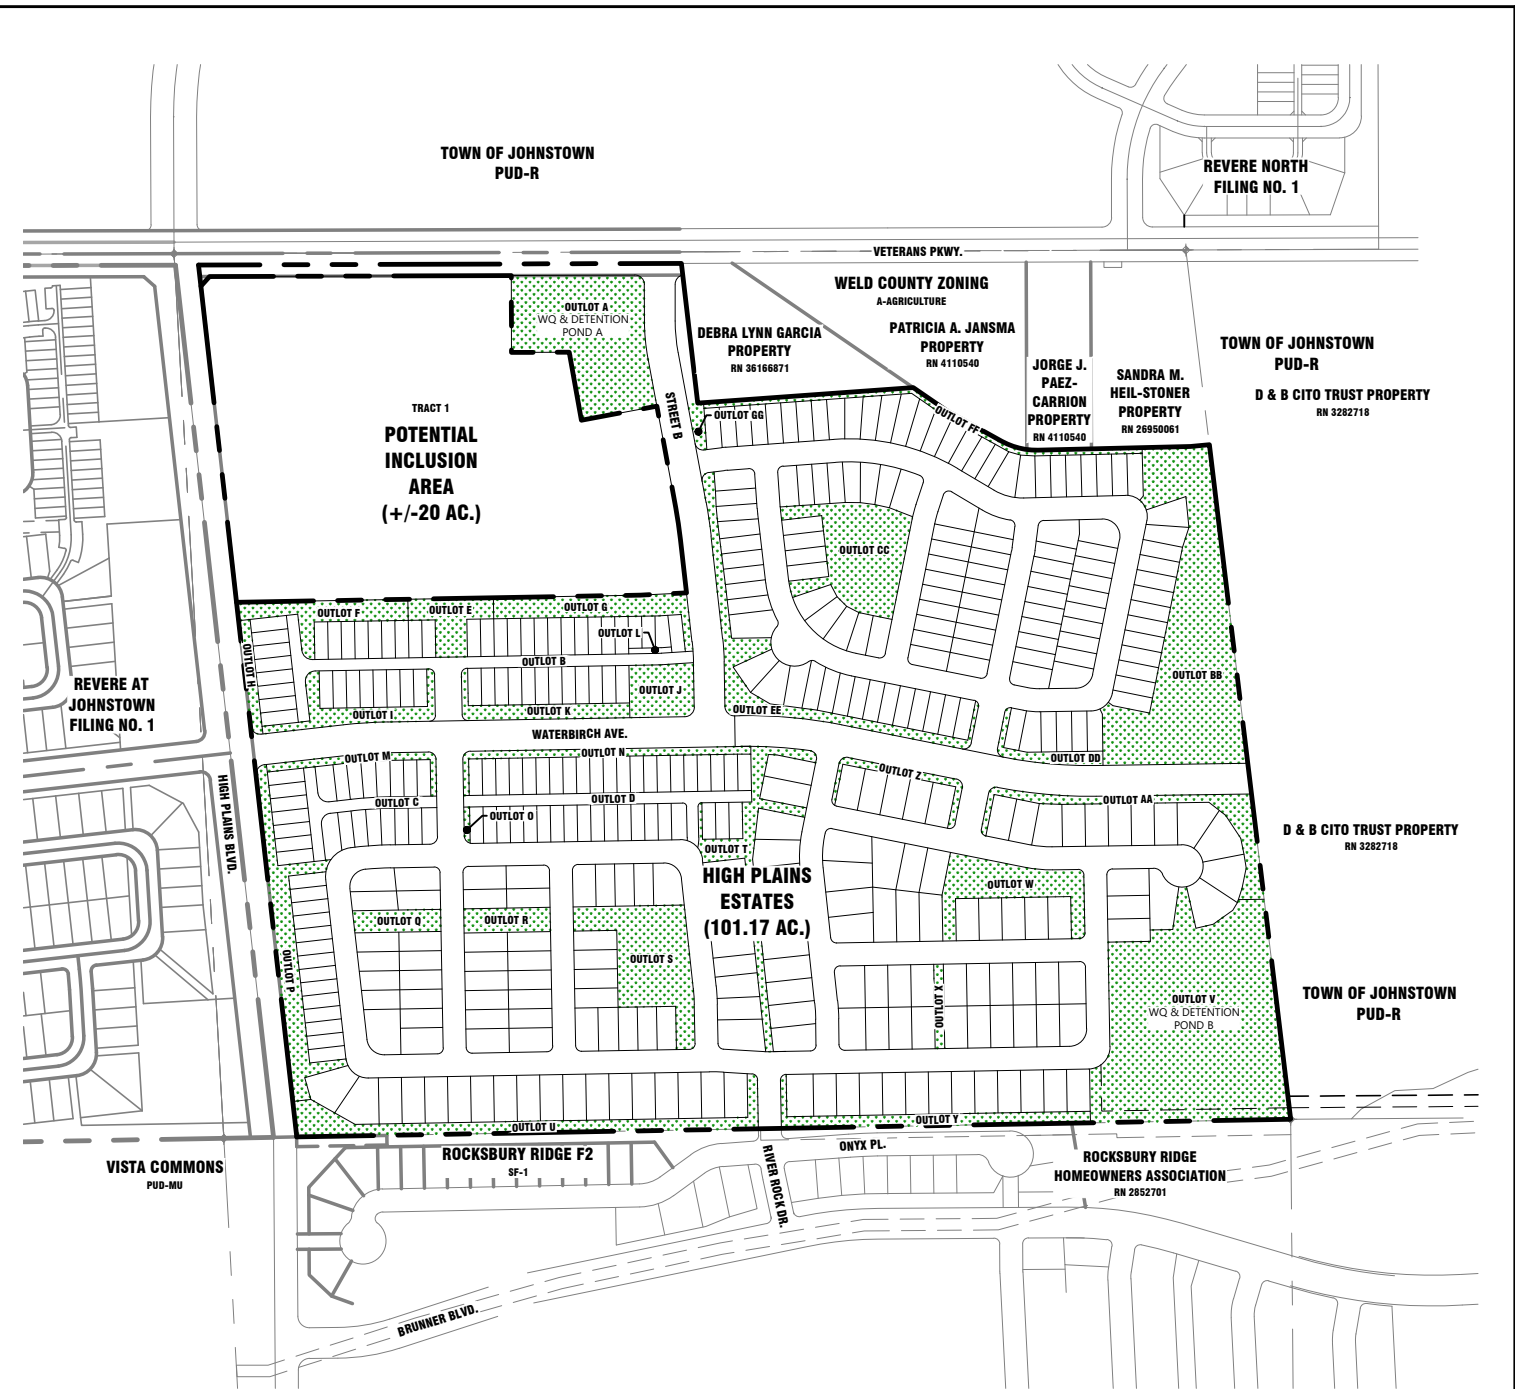 TOWN OF JOHNSTOWN
PUD-R
REVERE NORTH
FILING NO. 1
VETERANS PKWY.
WELD COUNTY ZONING
A-AGRICULTURE
OUTLOT A
WQ & DETENTION
POND A
DEBRA LYNN GARCIA
PROPERTY
RN 36166871
PATRICIA A. JANSMA
PROPERTY
RN 4110540
JORGE J.
PAEZ-
CARRION
PROPERTY
RN 4110540
SANDRA M.
HEIL-STONER
PROPERTY
RN 26950061
TOWN OF JOHNSTOWN
PUD-R
D & B CITO TRUST PROPERTY
RN 3282718
TRACT 1
POTENTIAL
INCLUSION
AREA
(+/-20 AC.)
STREET B
OUTLOT GG
OUTLOT FF
OUTLOT CC
OUTLOT F
OUTLOT E
OUTLOT G
OUTLOT L
OUTLOT H
OUTLOT B
OUTLOT J
OUTLOT I
OUTLOT K
OUTLOT EE
OUTLOT BB
REVERE AT
JOHNSTOWN
FILING NO. 1
WATERBIRCH AVE.
OUTLOT M
OUTLOT N
OUTLOT Z
OUTLOT DD
OUTLOT C
OUTLOT D
OUTLOT AA
OUTLOT O
HIGH PLAINS BLVD.
OUTLOT T
D & B CITO TRUST PROPERTY
RN 3282718
HIGH PLAINS
ESTATES
(101.17 AC.)
OUTLOT W
OUTLOT Q
OUTLOT R
OUTLOT S
OUTLOT P
OUTLOT X
OUTLOT V
WQ & DETENTION
POND B
TOWN OF JOHNSTOWN
PUD-R
OUTLOT U
OUTLOT Y
VISTA COMMONS
PUD-MU
ROCKSBURY RIDGE F2
SF-1
ONYX PL.
RIVER ROCK DR.
ROCKSBURY RIDGE
HOMEOWNERS ASSOCIATION
RN 2852701
BRUNNER BLVD.